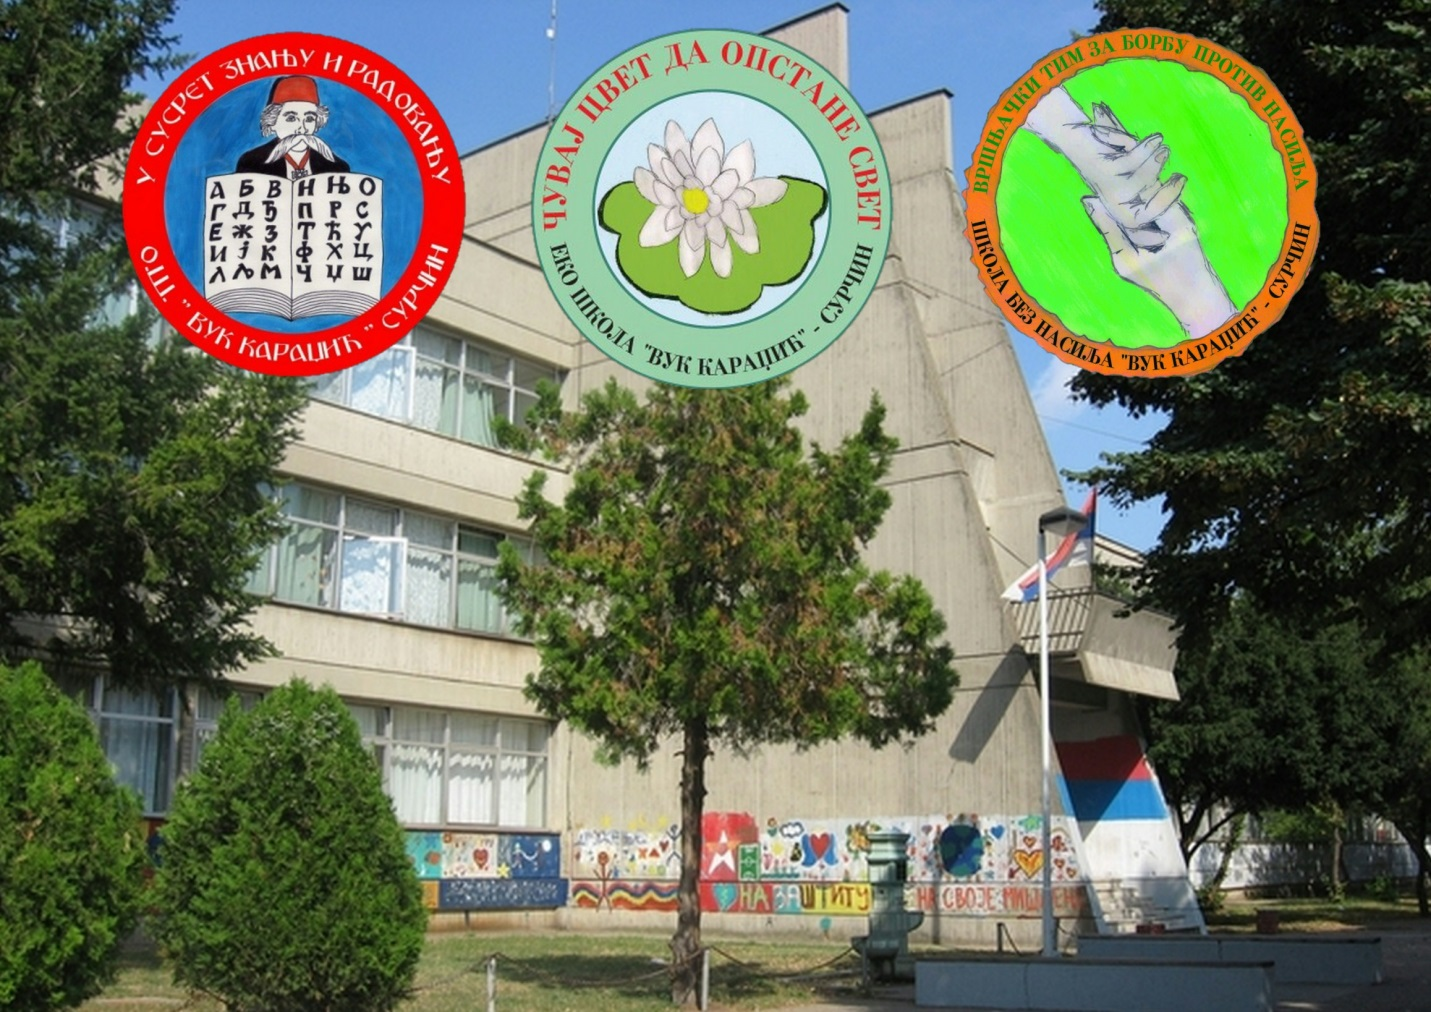 У СУСРЕТ ЗНАЊУ И РАДОВАЊУ
А Б В Н Њ О
Г Д Ђ П Р С
Е Ж З Т Ћ У
И Ј К Ф Х Ц
Л Љ М Ч Џ Ш
О.Ш. "ВУК КАРАЏИЋ" СУРЧИН
ЧУВАЈ ЦВЕТ ДА ОПСТАНЕ СВЕТ
ЕКО ШКОЛА "ВУК КАРАЏИЋ" - СУРЧИН
ВРШЊАЧКИ ТИМ ЗА БОРБУ ПРОТИВ НАСИЉА
ШКОЛА БЕЗ НАСИЉА "ВУК КАРАЏИЋ" - СУРЧИН
НА ЗАШТИТУ
НА СВОЈЕ МИШЉЕЊЕ